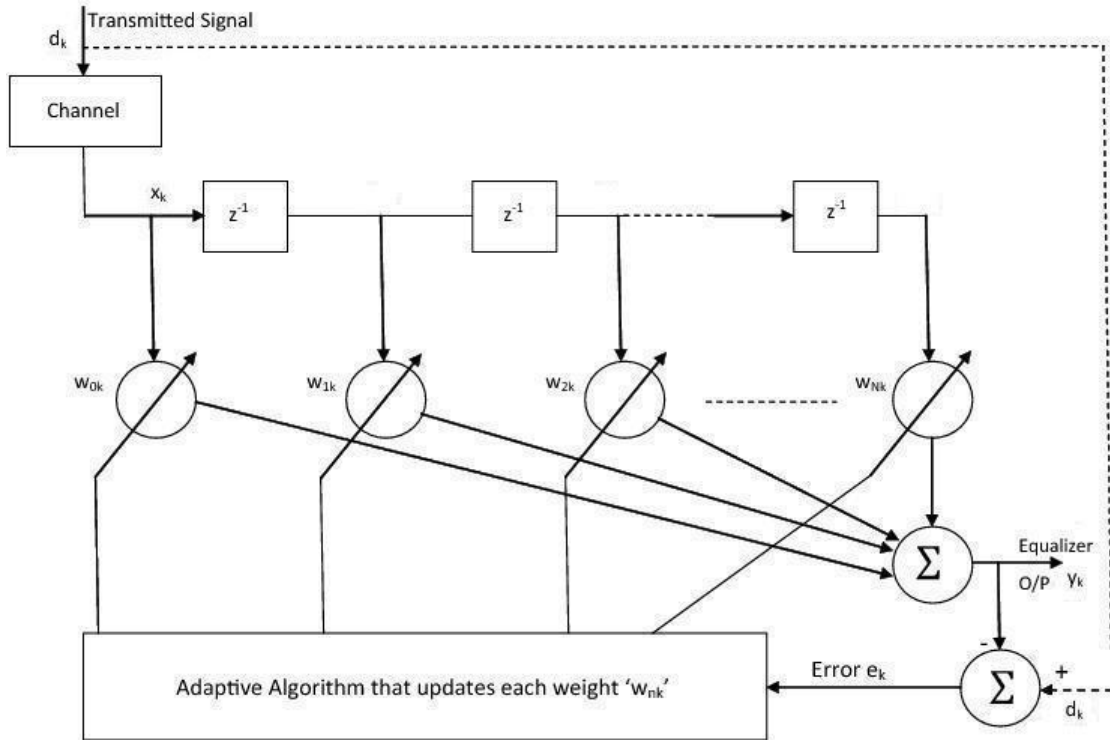 Transmitted Signal
dₖ
Channel
xₖ
z⁻¹
z⁻¹
z⁻¹
w₀ₖ
w₁ₖ
w₂ₖ
w_Nk
Σ
Equalizer
O/P yₖ
-
+
Adaptive Algorithm that updates each weight ‘wₙₖ’
Error eₖ
Σ
dₖ